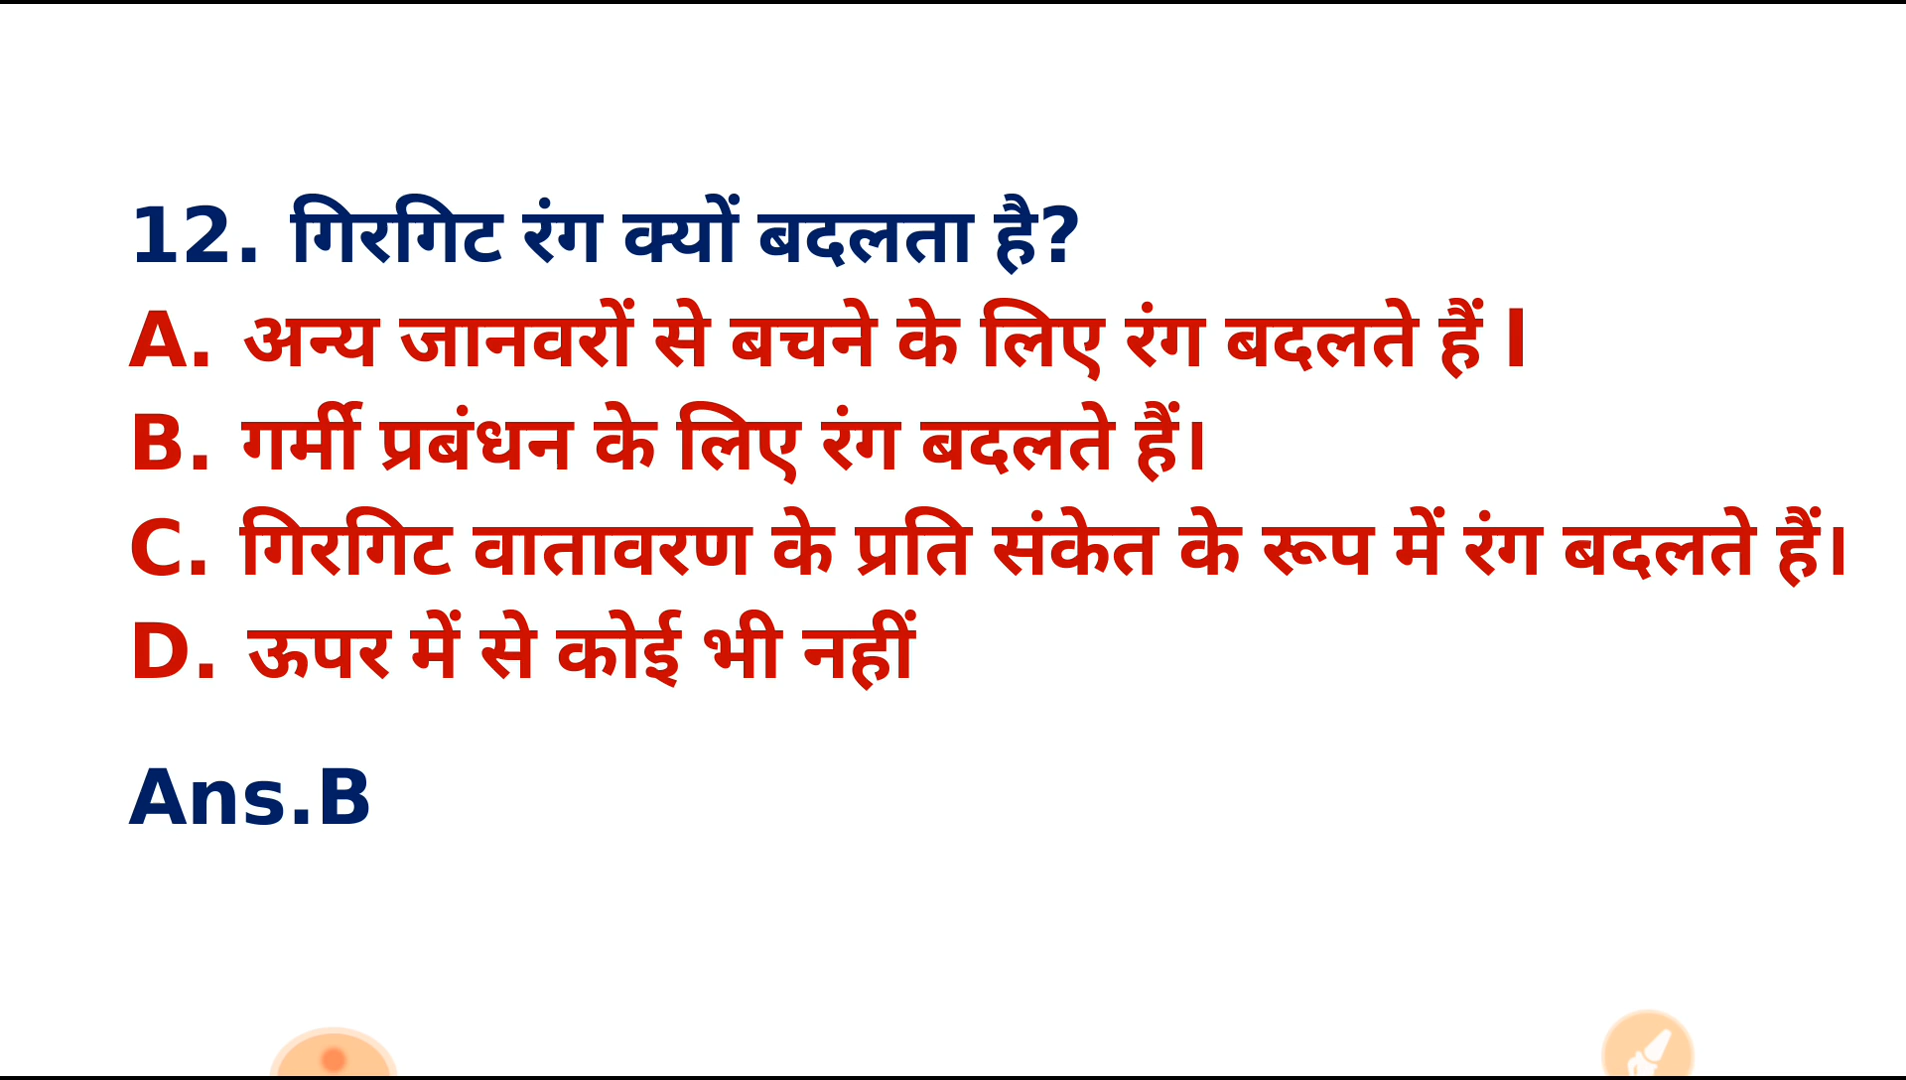 12. गिरगिट रंग क्यों बदलता है?
A. अन्य जानवरों से बचने के लिए रंग बदलते हैं I
B. गर्मी प्रबंधन के लिए रंग बदलते हैं।
C. गिरगिट वातावरण के प्रति संकेत के रूप में रंग बदलते हैं।
D. ऊपर में से कोई भी नहीं
Ans.B